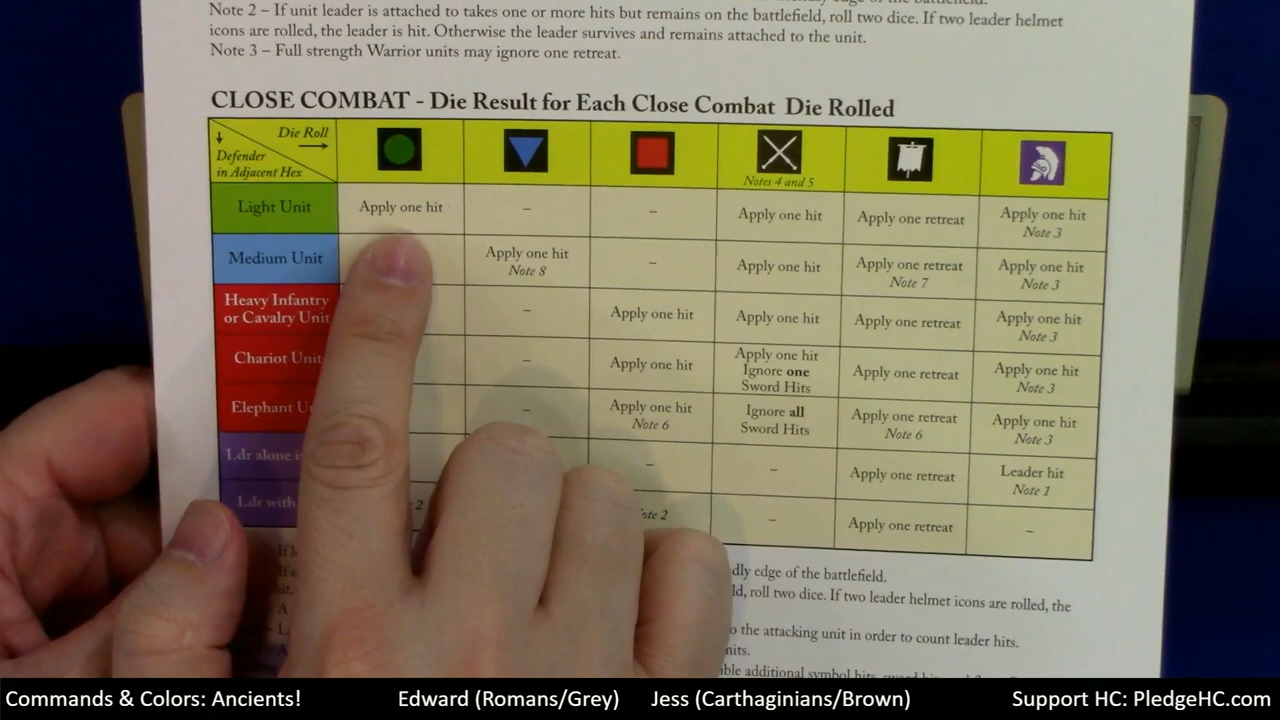 Note 2 – If unit leader is attached to takes one or more hits but remains on the battlefield, roll two dice. If two leader helmet
icons are rolled, the leader is hit. Otherwise the leader survives and remains attached to the unit.
Note 3 – Full strength Warrior units may ignore one retreat.
CLOSE COMBAT - Die Result for Each Close Combat Die Rolled
Die Roll
Defender
in Adjacent Hex
Notes 4 and 5
Light Unit Apply one hit – – Apply one hit Apply one retreat Apply one hit
Note 3
Medium Unit Apply one hit – Apply one hit Apply one retreat Apply one hit
Note 8 Note 7 Note 3
Heavy Infantry
or Cavalry Unit – Apply one hit Apply one hit Apply one retreat Apply one hit
Note 3
Chariot Unit – Apply one hit Apply one hit Apply one retreat Apply one hit
Ignore one Note 3
Sword Hits
Elephant – Apply one hit Ignore all Apply one retreat Apply one hit
Note 6 Sword Hits Note 6 Note 3
Ldr alone – – Apply one retreat Leader hit
Note 1
Ldr with 2 2 – Apply one retreat –
edge of the battlefield.
roll two dice. If two leader helmet icons are rolled, the
the attacking unit in order to count leader hits.
additional symbol hits,
Commands & Colors: Ancients! Edward (Romans/Grey) Jess (Carthaginians/Brown) Support HC: PledgeHC.com